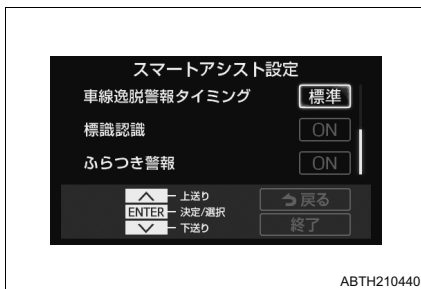 スマートアシスト設定
車線逸脱警報タイミング 標準
標識認識 ON
ふらつき警報 ON
上送り 戻る
ENTER 決定/選択
下送り 終了
ABTH210440